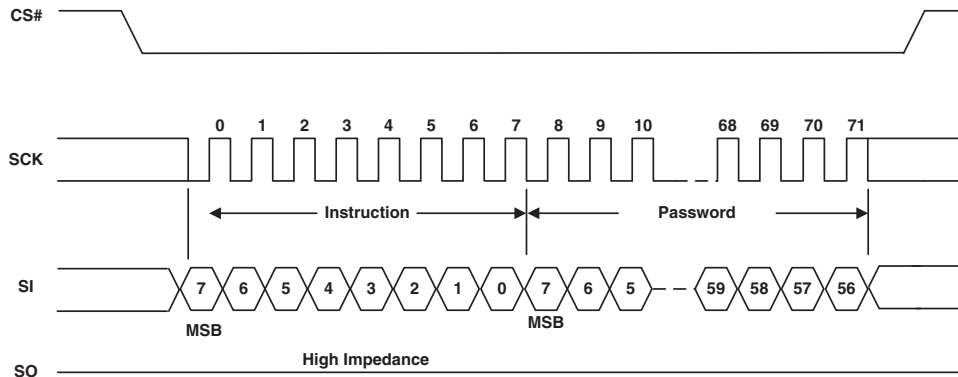 CS#
0 1 2 3 4 5 6 7 8 9 10 68 69 70 71
SCK
Instruction Password
SI 7 6 5 4 3 2 1 0 7 6 5 59 58 57 56
MSB MSB
High Impedance
SO